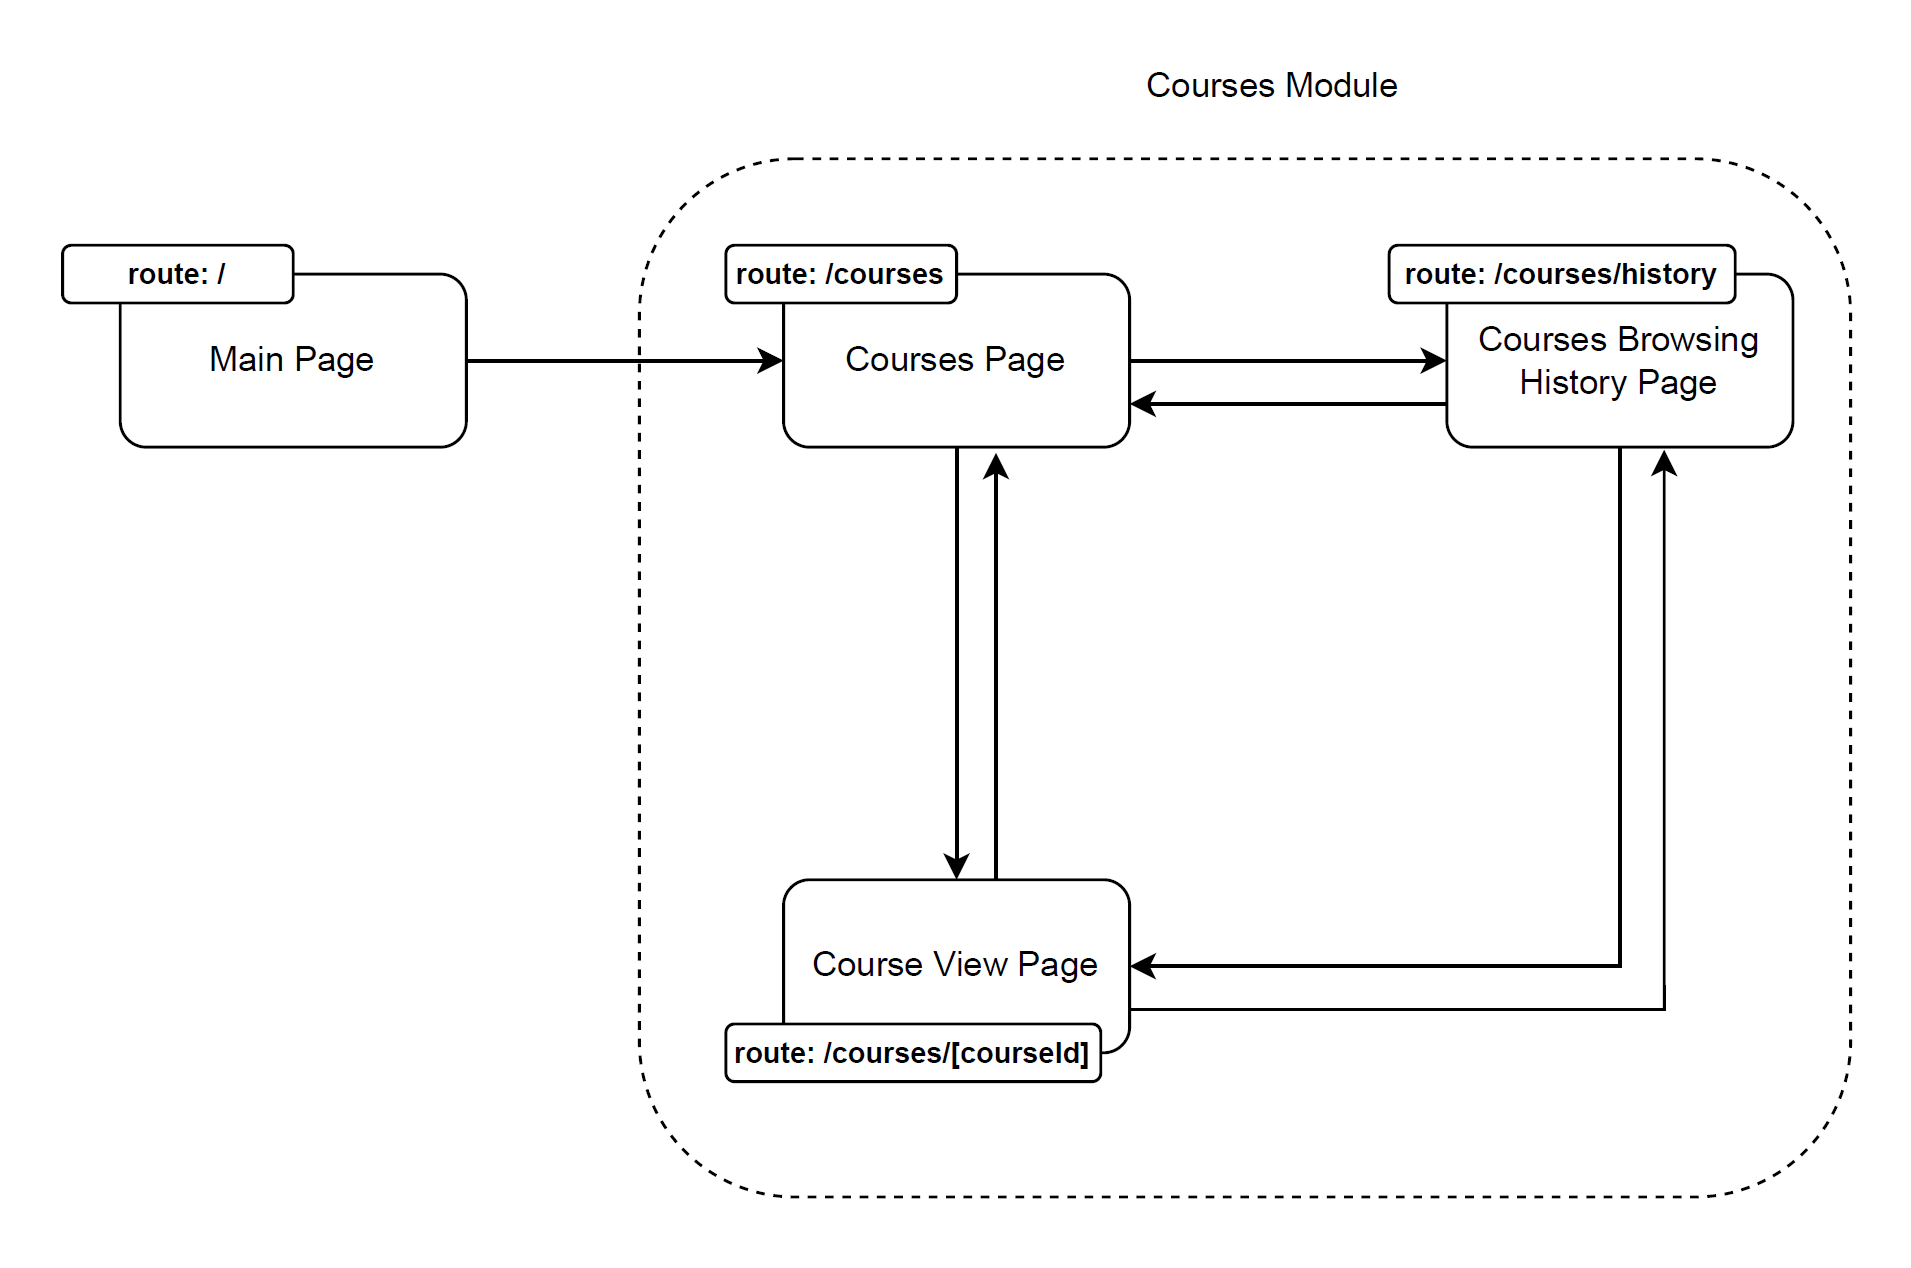 Courses Module
route: /
Main Page
route: /courses
Courses Page
route: /courses/history
Courses Browsing
History Page
Course View Page
route: /courses/[courseId]